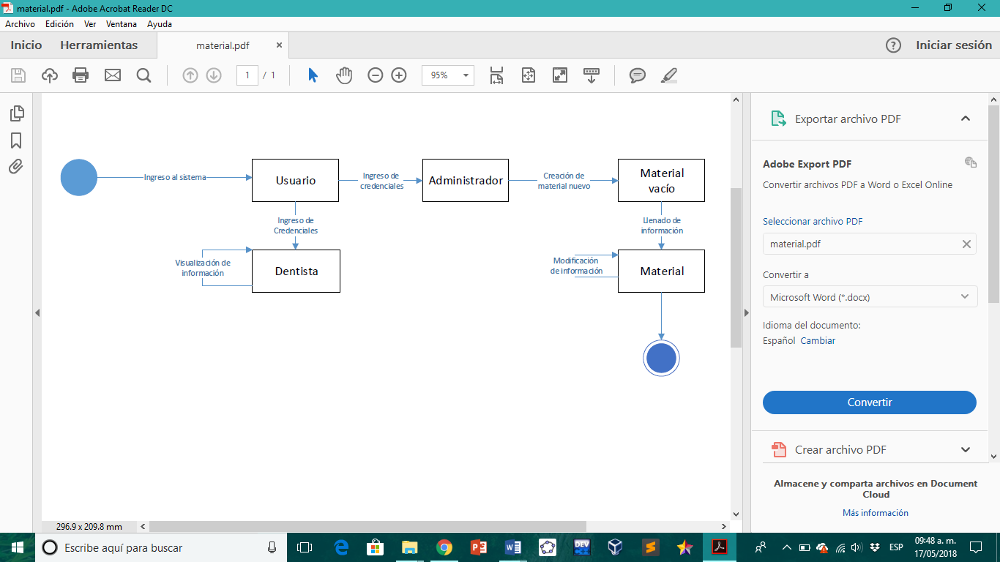 material.pdf - Adobe Acrobat Reader DC
Archivo Edición Ver Ventana Ayuda
Inicio Herramientas material.pdf × ? Iniciar sesión
1 / 1 95%
Ingreso al sistema
Usuario
Ingreso de
credenciales
Administrador
Creación de
material nuevo
Material
vacío
Ingreso de
Credenciales
Llenado de
información
Visualización de
información
Dentista
Modificación
de información
Material
296.9 x 209.8 mm
Exportar archivo PDF
Adobe Export PDF
Convertir archivos PDF a Word o Excel Online
Seleccionar archivo PDF
material.pdf
Convertir a
Microsoft Word (*.docx)
Idioma del documento:
Español Cambiar
Convertir
Crear archivo PDF
Almacene y comparta archivos en Document
Cloud
Más información
Escribe aquí para buscar
DEV
ESP
09:48 a. m.
17/05/2018